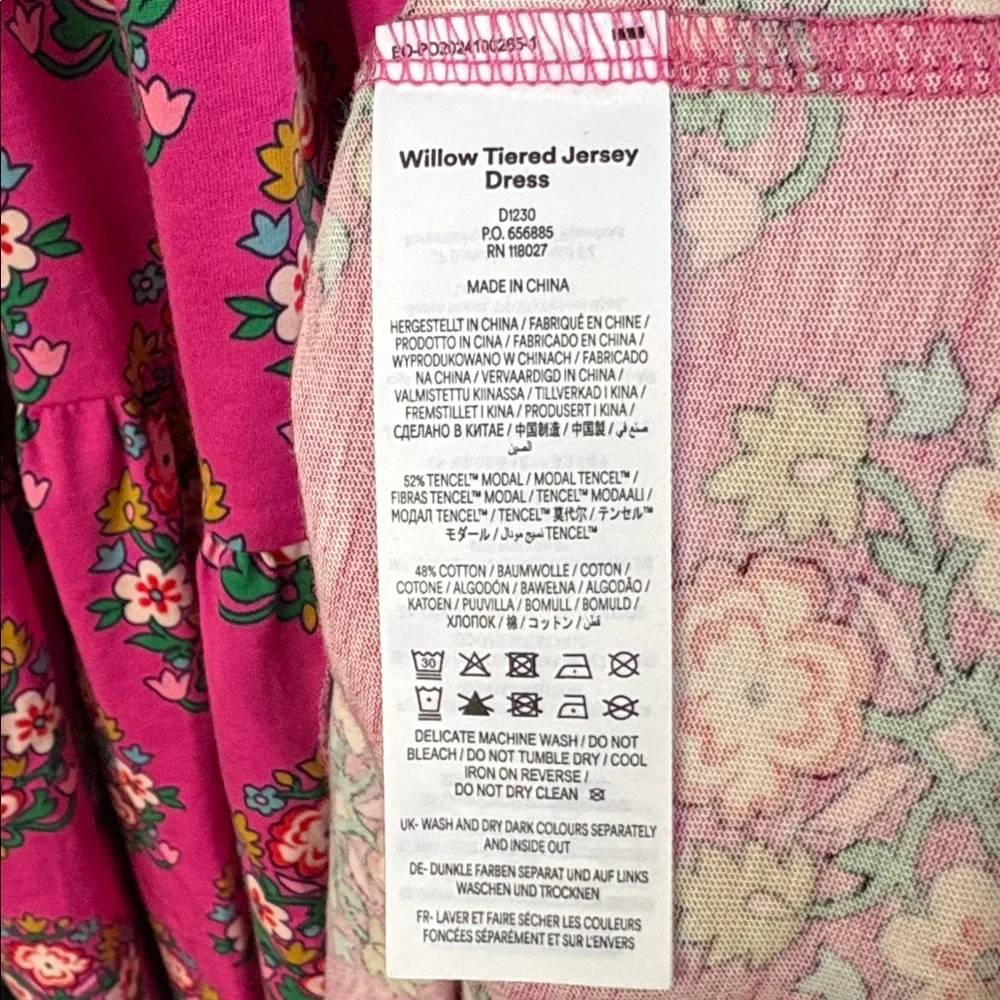 BO-PO2024100285-1
Willow Tiered Jersey
Dress
D1230
P.O. 656885
RN 118027
MADE IN CHINA
HERGESTELLT IN CHINA / FABRIQUÉ EN CHINE /
PRODOTTO IN CINA / FABRICADO EN CHINA /
WYPRODUKOWANO W CHINACH / FABRICADO
NA CHINA / VERVAARDIGD IN CHINA /
VALMISTETTU KIINASSA / TILLVERKAD I KINA /
FREMSTILLET I KINA / PRODUSERT I KINA /
СДЕЛАНО В КИТАЕ / 中国制造 / 中国製 / صنع في
الصين
52% TENCEL™ MODAL / MODAL TENCEL™ /
FIBRAS TENCEL™ MODAL / TENCEL™ MODAALI /
МОДАЛ TENCEL™ / TENCEL™ 莫代尔 / テンセル™
モダール / نسيج مودال TENCEL™
48% COTTON / BAUMWOLLE / COTON /
COTONE / ALGODÓN / BAWEŁNA / ALGODÃO /
KATOEN / PUUVILLA / BOMULL / BOMULD /
ХЛОПОК / 棉 / コットン / قطن
30
DELICATE MACHINE WASH / DO NOT
BLEACH / DO NOT TUMBLE DRY / COOL
IRON ON REVERSE /
DO NOT DRY CLEAN
UK- WASH AND DRY DARK COLOURS SEPARATELY
AND INSIDE OUT
DE- DUNKLE FARBEN SEPARAT UND AUF LINKS
WASCHEN UND TROCKNEN
FR- LAVER ET FAIRE SÉCHER LES COULEURS
FONCÉES SÉPARÉMENT ET SUR L'ENVERS